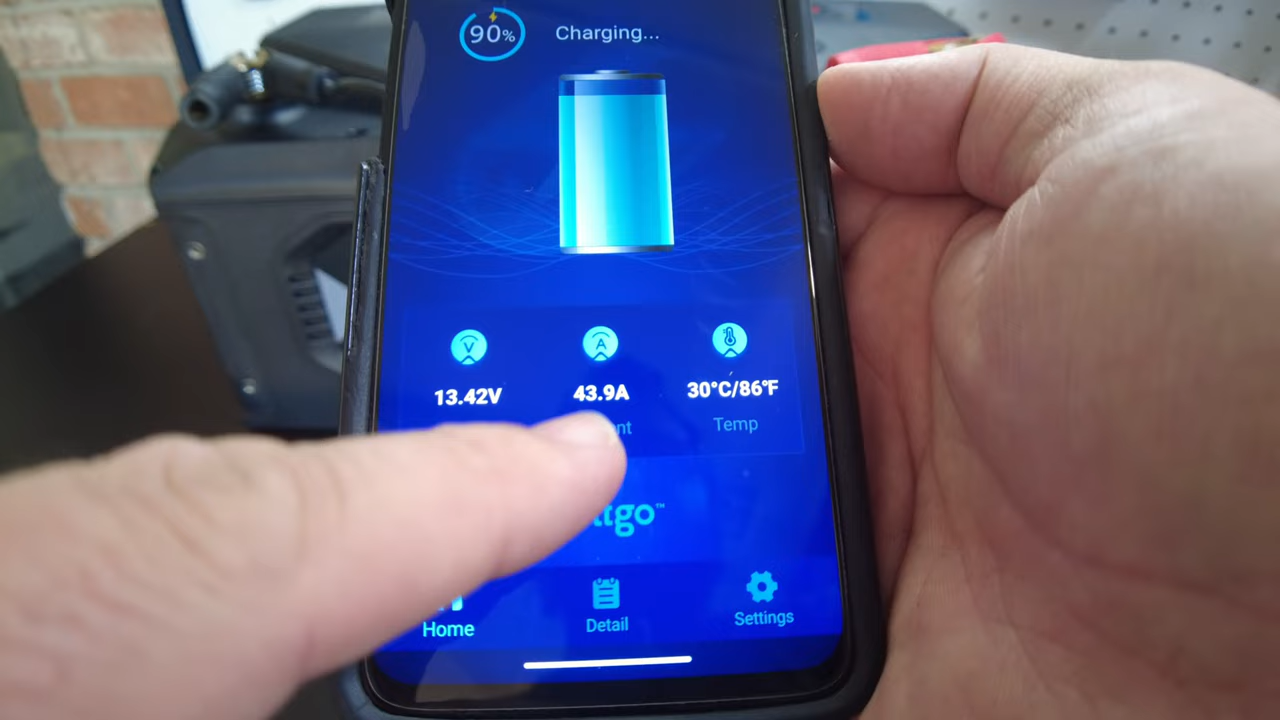 90% Charging...
V A
13.42V 43.9A 30°C/86°F
Temp
Home Detail Settings